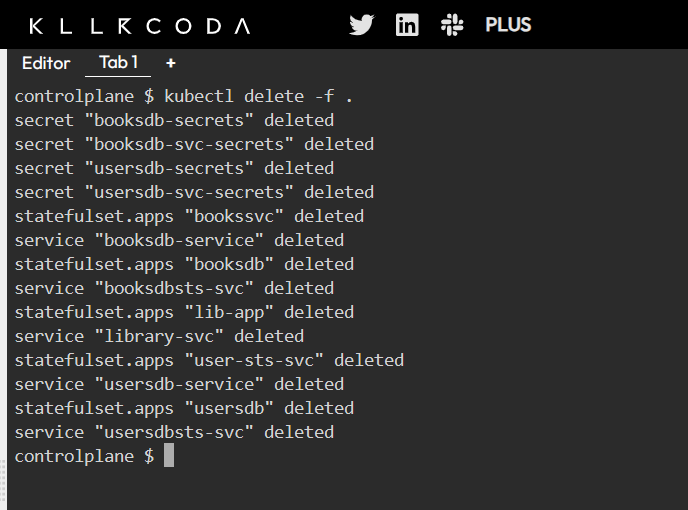 KILLERCODA PLUS
Editor Tab 1 +
controlplane $ kubectl delete -f .
secret "booksdb-secrets" deleted
secret "booksdb-svc-secrets" deleted
secret "usersdb-secrets" deleted
secret "usersdb-svc-secrets" deleted
statefulset.apps "bookssvc" deleted
service "booksdb-service" deleted
statefulset.apps "booksdb" deleted
service "booksdbsts-svc" deleted
statefulset.apps "lib-app" deleted
service "library-svc" deleted
statefulset.apps "user-sts-svc" deleted
service "usersdb-service" deleted
statefulset.apps "usersdb" deleted
service "usersdbsts-svc" deleted
controlplane $